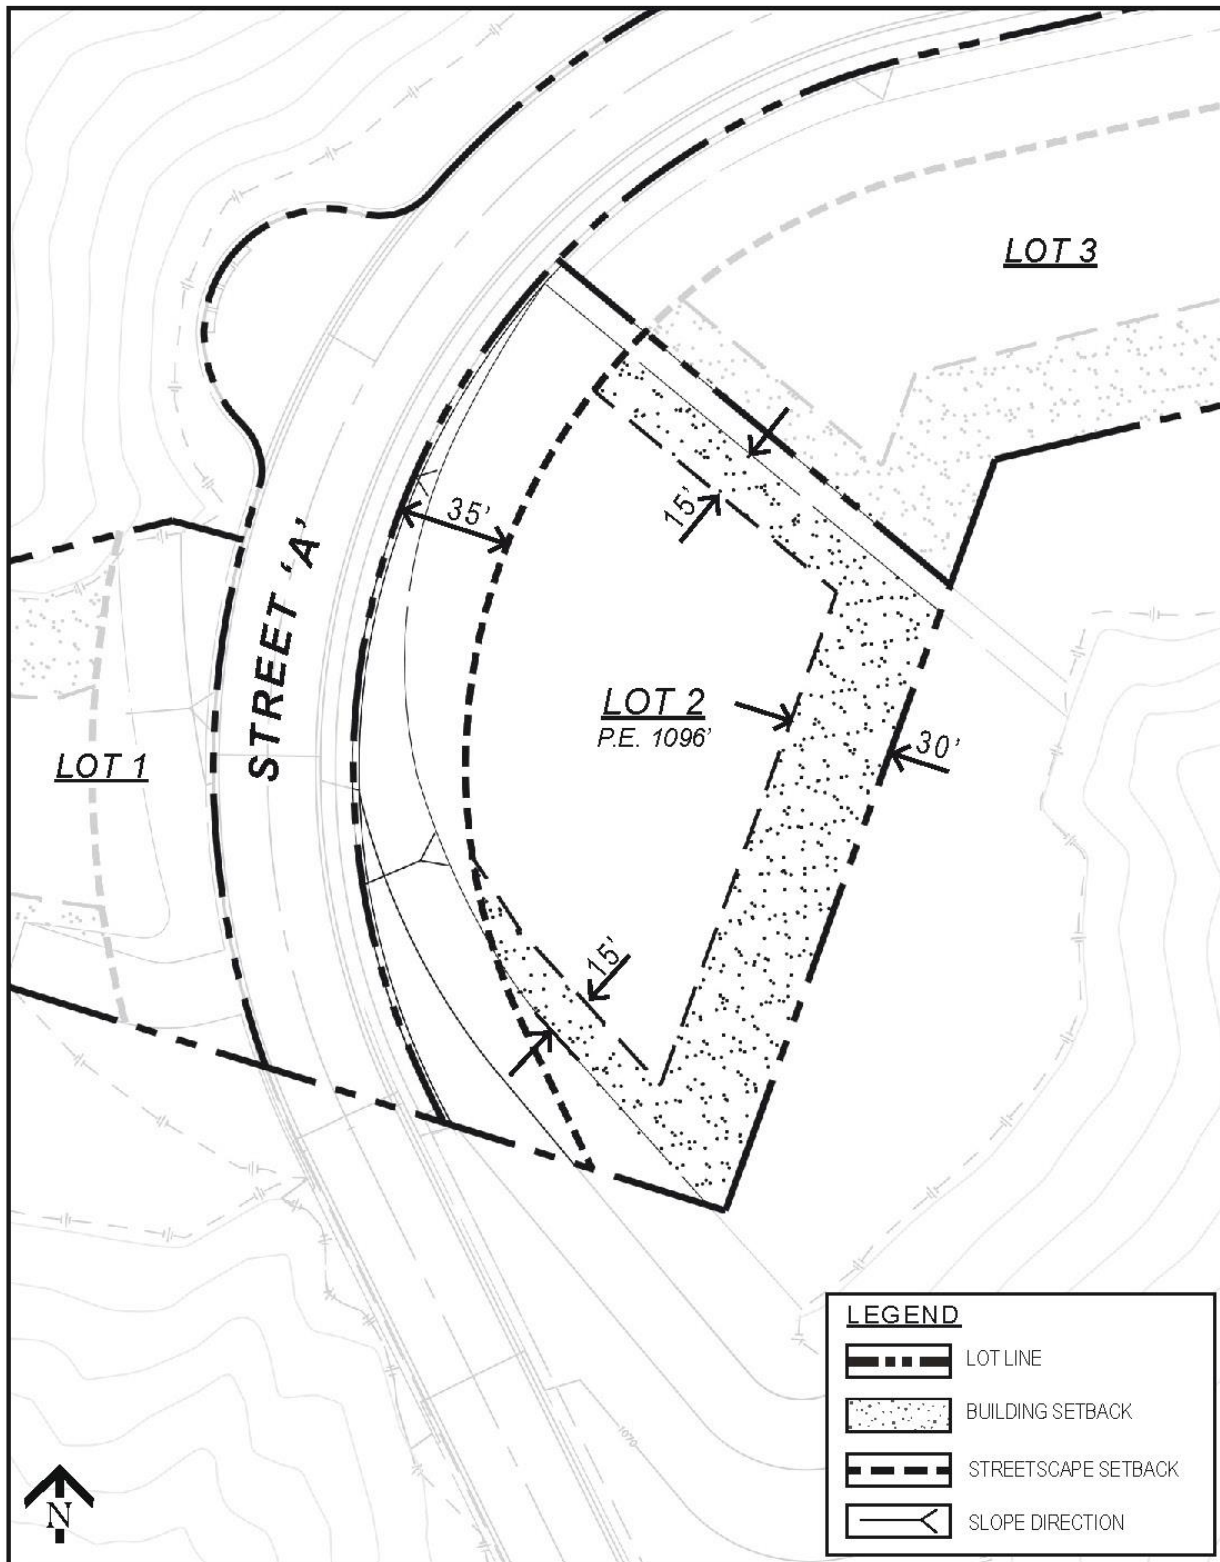 LOT 3
35'
15'
STREET 'A'
LOT 2
P.E. 1096'
30'
LOT 1
15'
LEGEND
LOT LINE
BUILDING SETBACK
STREETSCAPE SETBACK
SLOPE DIRECTION
1070
N